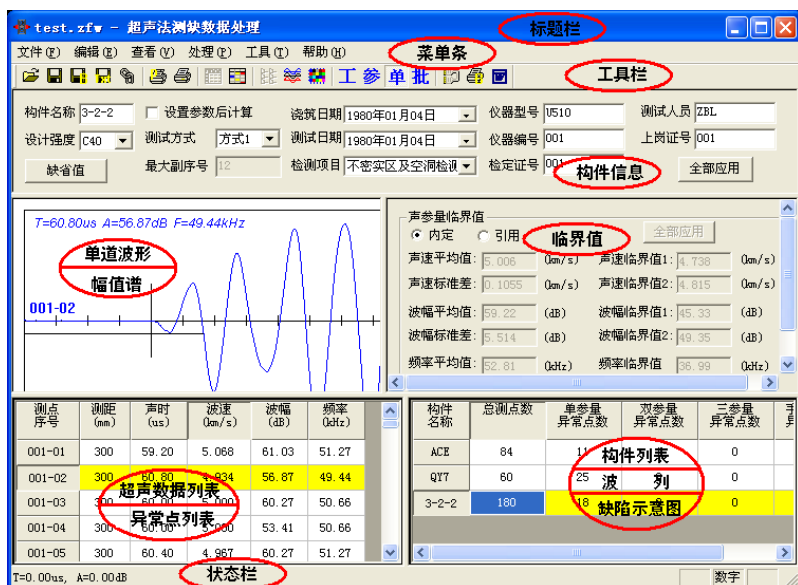 test.zfw - 超声法测缺数据处理 标题栏
文件(F) 编辑(E) 查看(V) 处理(P) 工具(T) 帮助(H) 菜单条
工 参 单 批 工具栏
构件名称 3-2-2 设置参数后计算 浇筑日期 1980年01月04日 仪器型号 U510 测试人员 ZBL
设计强度 C40 测试方式 方式1 测试日期 1980年01月04日 仪器编号 001 上岗证号 001
缺省值 最大副序号 12 检测项目 不密实区及空洞检测 检定证号 001 构件信息 全部应用
T=60.80us A=56.87dB F=49.44kHz
单道波形
幅值谱
001-02
声参量临界值
内定 引用 临界值 全部应用
声速平均值: 5.006 (km/s) 声速临界值1: 4.738 (km/s)
声速标准差: 0.1055 (km/s) 声速临界值2: 4.815 (km/s)
波幅平均值: 59.22 (dB) 波幅临界值1: 45.33 (dB)
波幅标准差: 5.514 (dB) 波幅临界值2: 49.35 (dB)
频率平均值: 52.81 (kHz) 频率临界值 36.99 (kHz)
测点 测距 声时 波速 波幅 频率
序号 (mm) (us) (km/s) (dB) (kHz)
001-01 300 59.20 5.068 61.03 51.27
001-02 300 60.80 4.934 56.87 49.44
超声数据列表
001-03 300 60.00 5.000 60.27 50.66
异常点列表
001-04 300 60.00 5.000 53.41 50.66
001-05 300 60.40 4.967 60.27 51.27
构件 总测点数 单参量 双参量 三参量
名称 异常点数 异常点数 异常点数
ACE 84 11 0
构件列表
QY7 60 25 0
波 列
3-2-2 180 18 0
缺陷示意图
T=0.00us, A=0.00dB 状态栏 数字